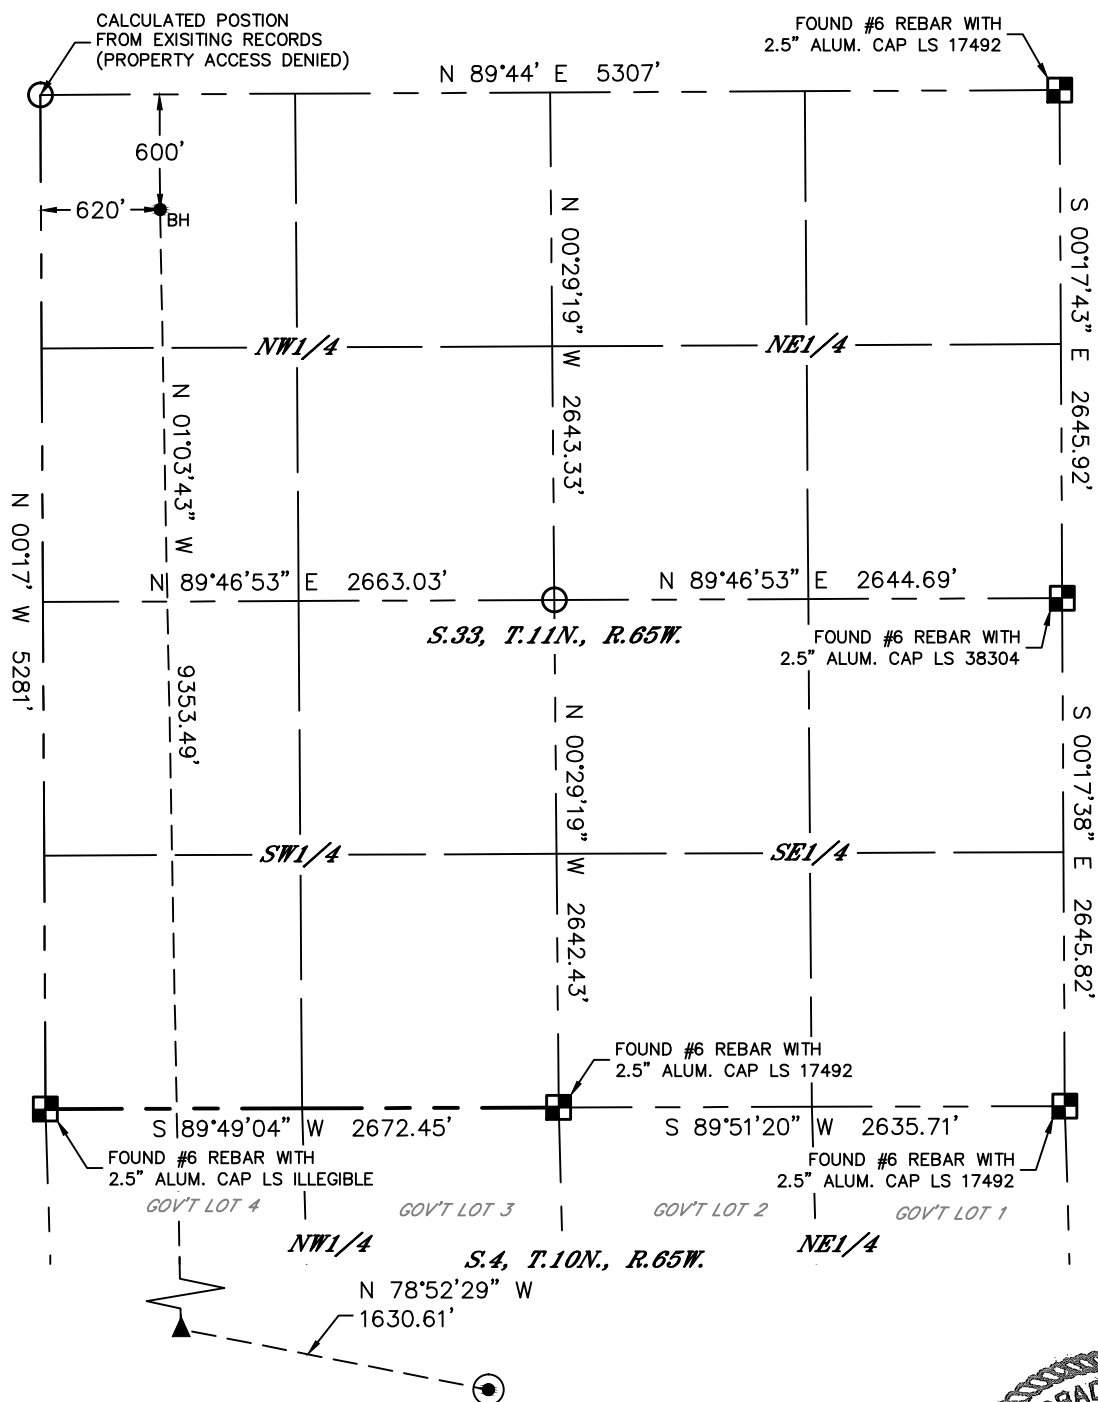 CALCULATED POSTION
FROM EXISITING RECORDS
(PROPERTY ACCESS DENIED)
FOUND #6 REBAR WITH
2.5" ALUM. CAP LS 17492
N 89°44' E 5307'
600'
620'
BH
N 00°29'19" W 2643.33'
S 00°17'43" E 2645.92'
NW1/4
NE1/4
N 01°03'43" W 9353.49'
N 00°17' W 5281'
N 89°46'53" E 2663.03'
N 89°46'53" E 2644.69'
S.33, T.11N., R.65W.
FOUND #6 REBAR WITH
2.5" ALUM. CAP LS 38304
N 00°29'19" W 2642.43'
S 00°17'38" E 2645.82'
SW1/4
SE1/4
FOUND #6 REBAR WITH
2.5" ALUM. CAP LS 17492
S 89°49'04" W 2672.45'
S 89°51'20" W 2635.71'
FOUND #6 REBAR WITH
2.5" ALUM. CAP LS ILLEGIBLE
FOUND #6 REBAR WITH
2.5" ALUM. CAP LS 17492
GOV'T LOT 4
GOV'T LOT 3
GOV'T LOT 2
GOV'T LOT 1
NW1/4
NE1/4
S.4, T.10N., R.65W.
N 78°52'29" W
1630.61'